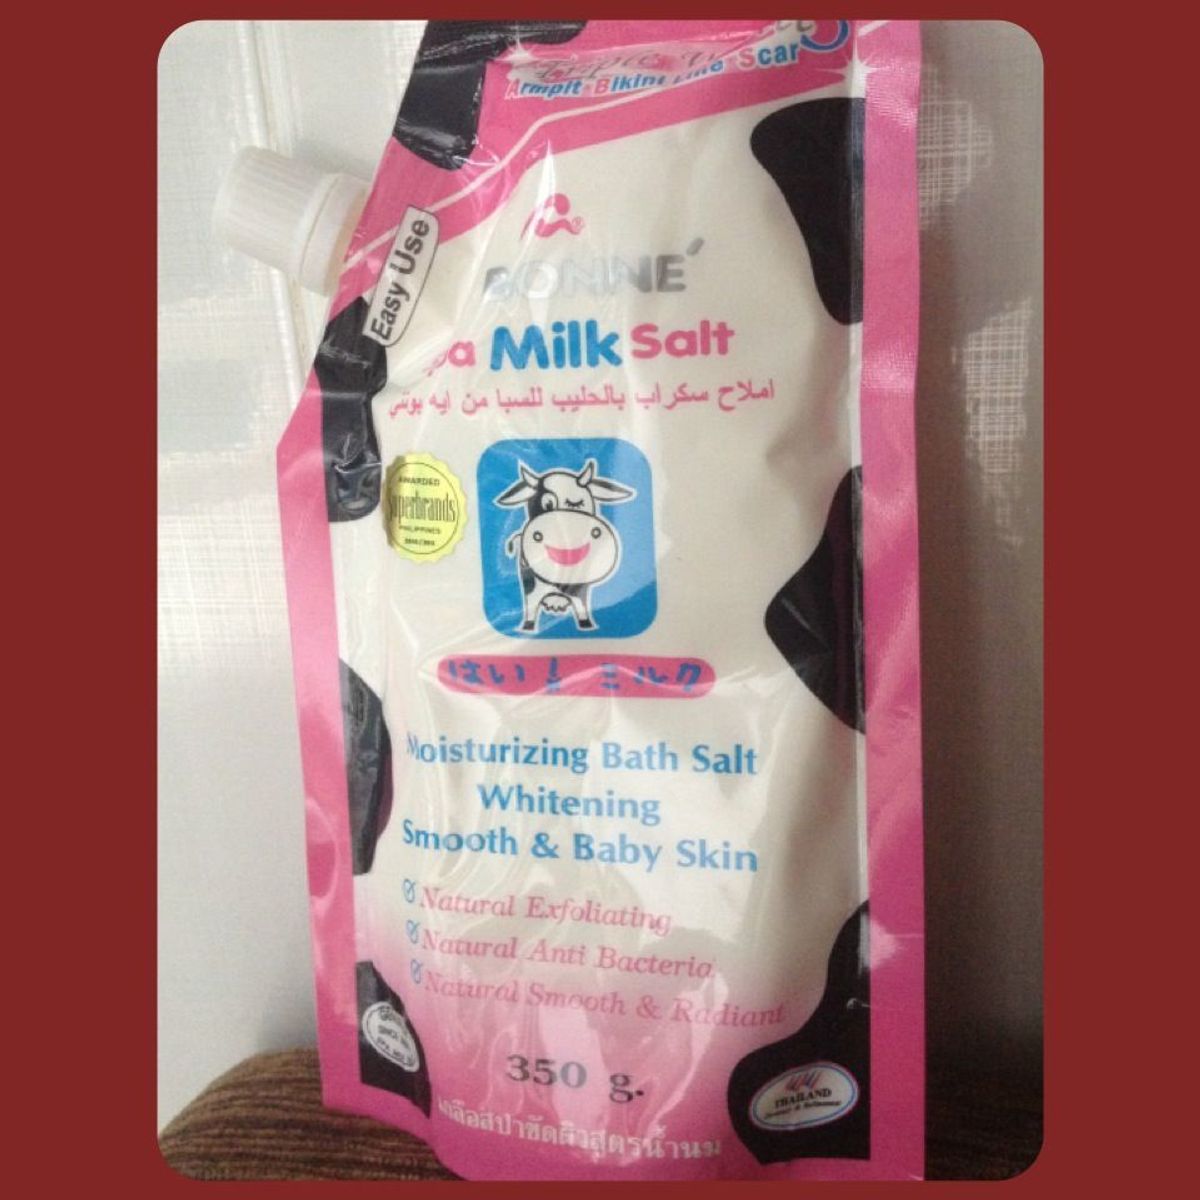 Armpit • Bikini Line • Scar
BONNE'
Easy Use
Milk Salt
املاح سكراب بالحليب للسبا من ايه بوني
AWARDED
Superbrands
PHILIPPINES
はい! ミルク
Moisturizing Bath Salt
Whitening
Smooth & Baby Skin
Natural Exfoliating
Natural Anti Bacteria
Natural Smooth & Radiant
350 g.
THAILAND
เกลือสปาขัดผิวสูตรน้ำนม